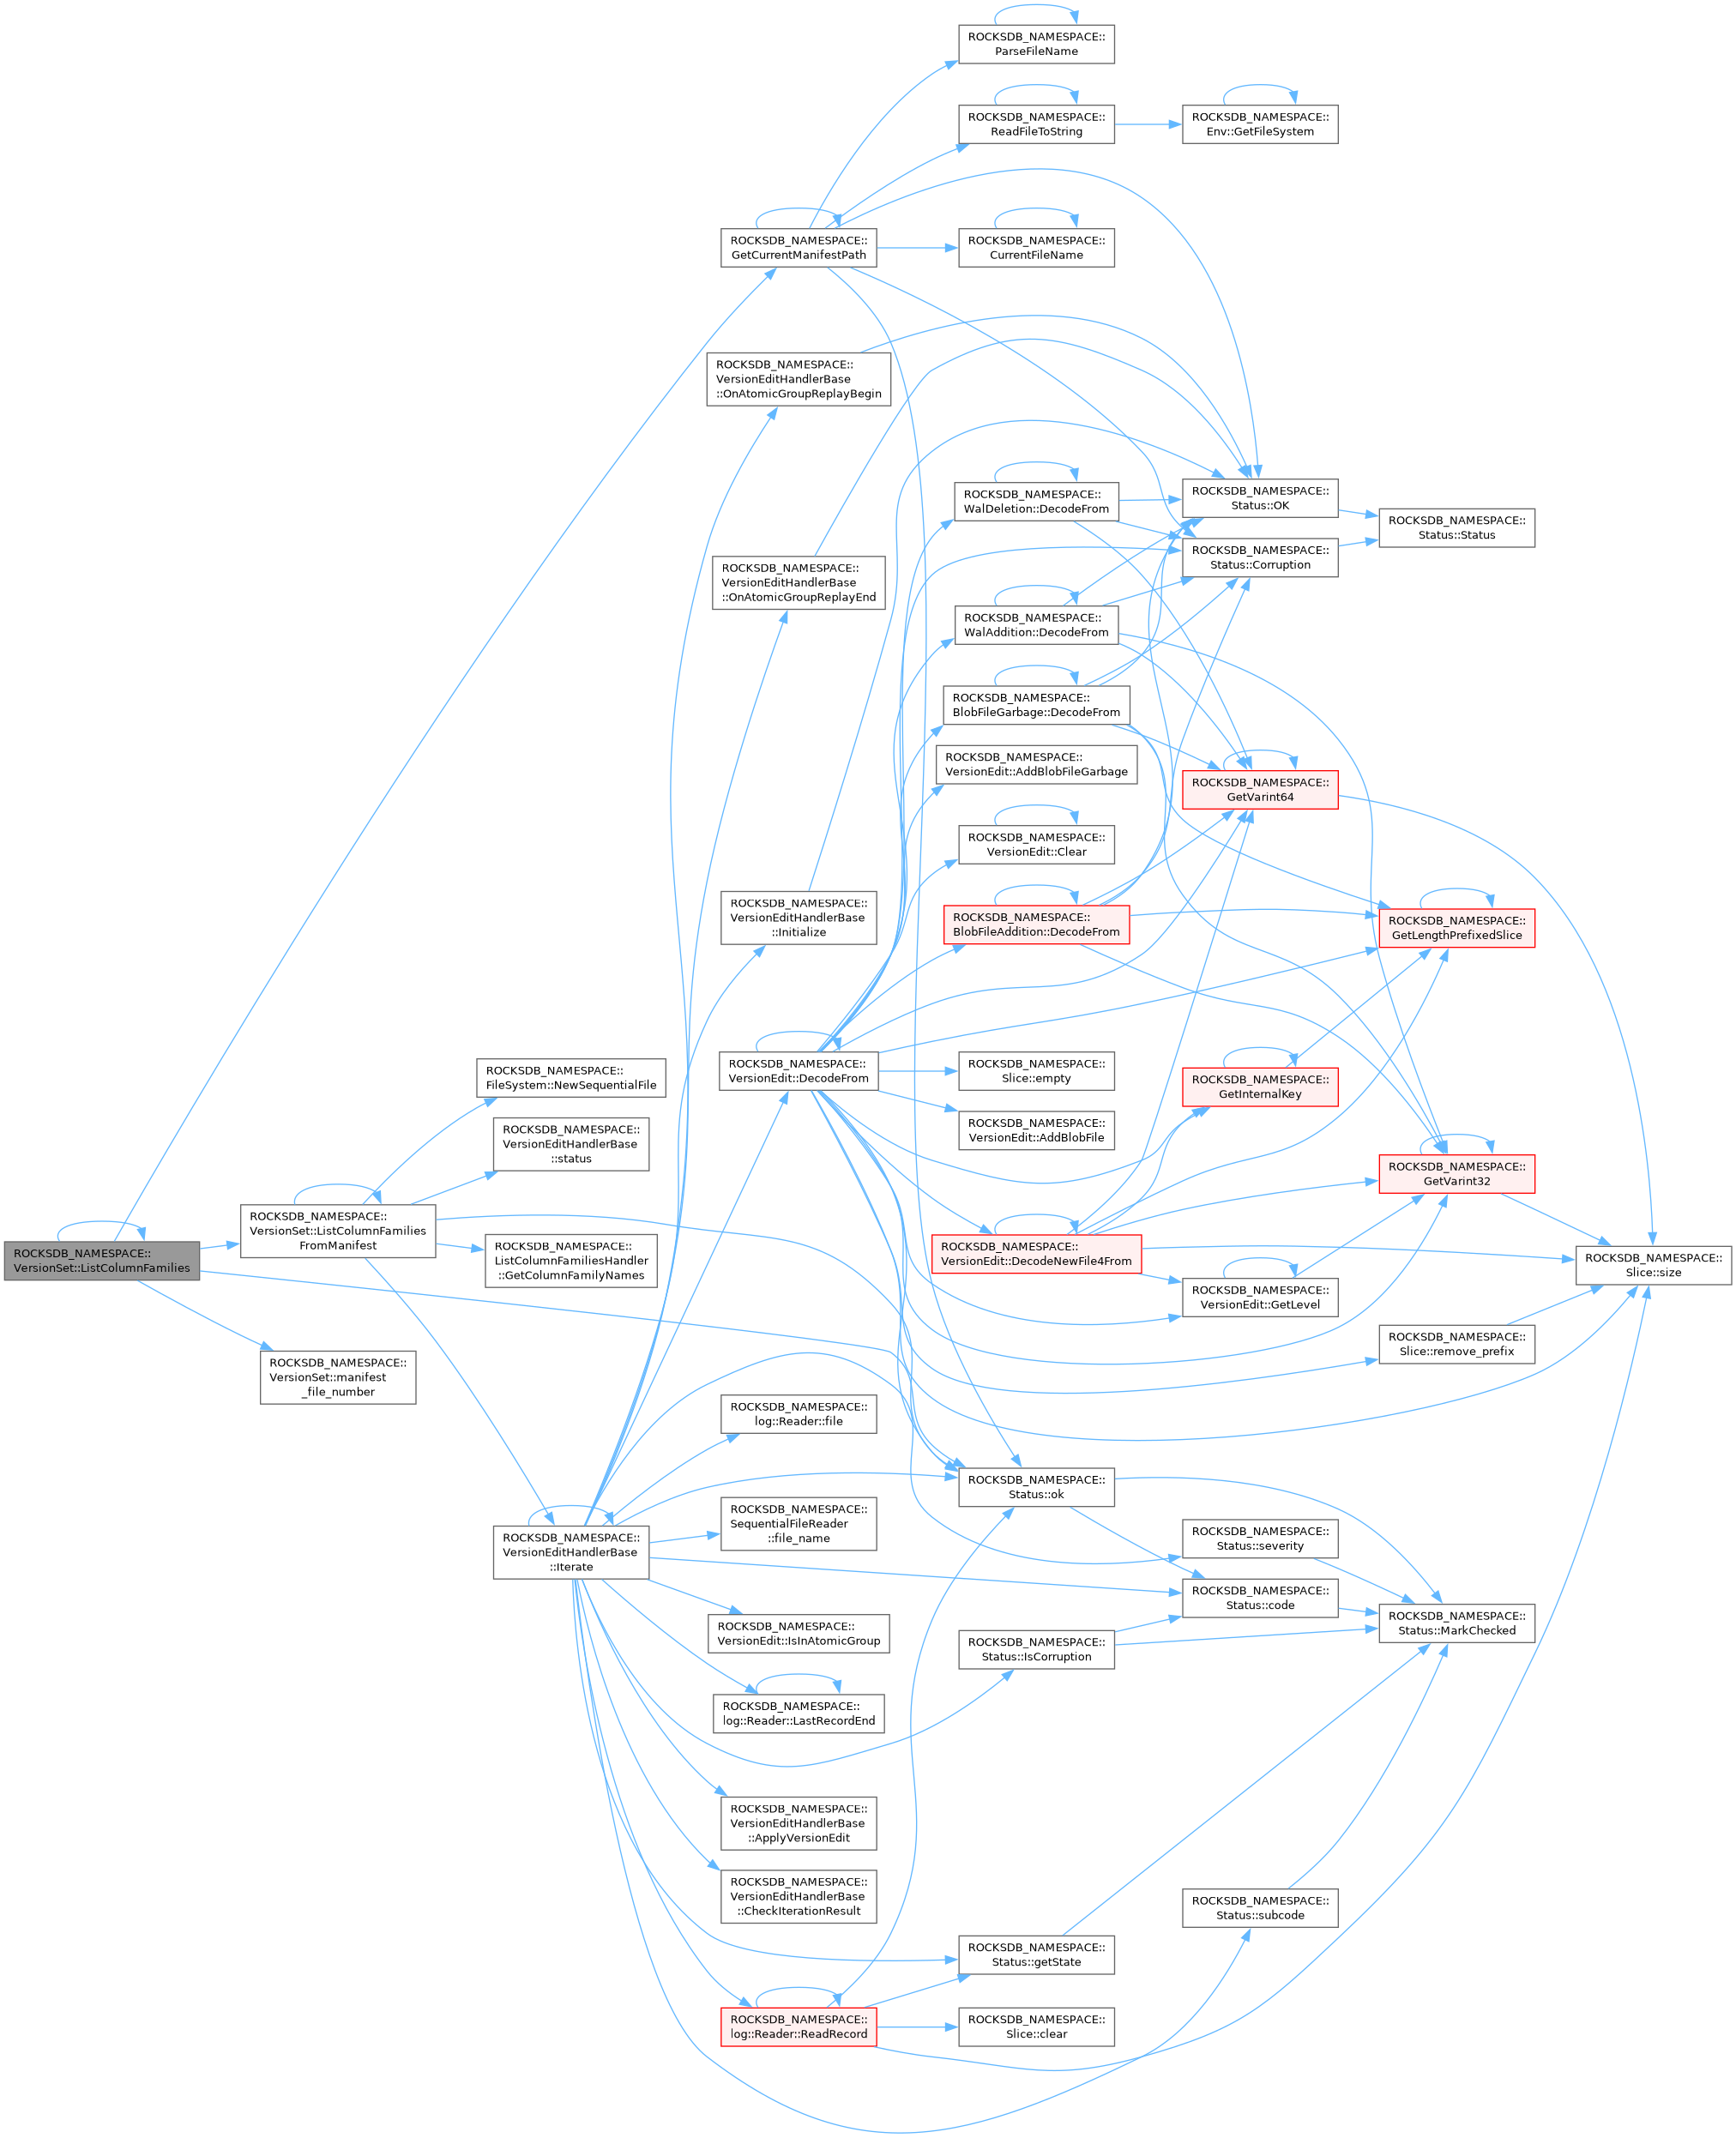 ROCKSDB_NAMESPACE::
ParseFileName
ROCKSDB_NAMESPACE::
ReadFileToString
ROCKSDB_NAMESPACE::
Env::GetFileSystem
ROCKSDB_NAMESPACE::
GetCurrentManifestPath
ROCKSDB_NAMESPACE::
CurrentFileName
ROCKSDB_NAMESPACE::
VersionEditHandlerBase
::OnAtomicGroupReplayBegin
ROCKSDB_NAMESPACE::
WalDeletion::DecodeFrom
ROCKSDB_NAMESPACE::
Status::OK
ROCKSDB_NAMESPACE::
Status::Status
ROCKSDB_NAMESPACE::
Status::Corruption
ROCKSDB_NAMESPACE::
VersionEditHandlerBase
::OnAtomicGroupReplayEnd
ROCKSDB_NAMESPACE::
WalAddition::DecodeFrom
ROCKSDB_NAMESPACE::
BlobFileGarbage::DecodeFrom
ROCKSDB_NAMESPACE::
VersionEdit::AddBlobFileGarbage
ROCKSDB_NAMESPACE::
GetVarint64
ROCKSDB_NAMESPACE::
VersionEdit::Clear
ROCKSDB_NAMESPACE::
VersionEditHandlerBase
::Initialize
ROCKSDB_NAMESPACE::
BlobFileAddition::DecodeFrom
ROCKSDB_NAMESPACE::
GetLengthPrefixedSlice
ROCKSDB_NAMESPACE::
FileSystem::NewSequentialFile
ROCKSDB_NAMESPACE::
VersionEdit::DecodeFrom
ROCKSDB_NAMESPACE::
Slice::empty
ROCKSDB_NAMESPACE::
GetInternalKey
ROCKSDB_NAMESPACE::
VersionEditHandlerBase
::status
ROCKSDB_NAMESPACE::
VersionEdit::AddBlobFile
ROCKSDB_NAMESPACE::
GetVarint32
ROCKSDB_NAMESPACE::
VersionSet::ListColumnFamilies
FromManifest
ROCKSDB_NAMESPACE::
VersionSet::ListColumnFamilies
ROCKSDB_NAMESPACE::
ListColumnFamiliesHandler
::GetColumnFamilyNames
ROCKSDB_NAMESPACE::
VersionEdit::DecodeNewFile4From
ROCKSDB_NAMESPACE::
Slice::size
ROCKSDB_NAMESPACE::
VersionEdit::GetLevel
ROCKSDB_NAMESPACE::
Slice::remove_prefix
ROCKSDB_NAMESPACE::
VersionSet::manifest
_file_number
ROCKSDB_NAMESPACE::
log::Reader::file
ROCKSDB_NAMESPACE::
Status::ok
ROCKSDB_NAMESPACE::
VersionEditHandlerBase
::Iterate
ROCKSDB_NAMESPACE::
SequentialFileReader
::file_name
ROCKSDB_NAMESPACE::
Status::severity
ROCKSDB_NAMESPACE::
Status::code
ROCKSDB_NAMESPACE::
Status::MarkChecked
ROCKSDB_NAMESPACE::
VersionEdit::IsInAtomicGroup
ROCKSDB_NAMESPACE::
Status::IsCorruption
ROCKSDB_NAMESPACE::
log::Reader::LastRecordEnd
ROCKSDB_NAMESPACE::
VersionEditHandlerBase
::ApplyVersionEdit
ROCKSDB_NAMESPACE::
VersionEditHandlerBase
::CheckIterationResult
ROCKSDB_NAMESPACE::
Status::subcode
ROCKSDB_NAMESPACE::
Status::getState
ROCKSDB_NAMESPACE::
log::Reader::ReadRecord
ROCKSDB_NAMESPACE::
Slice::clear